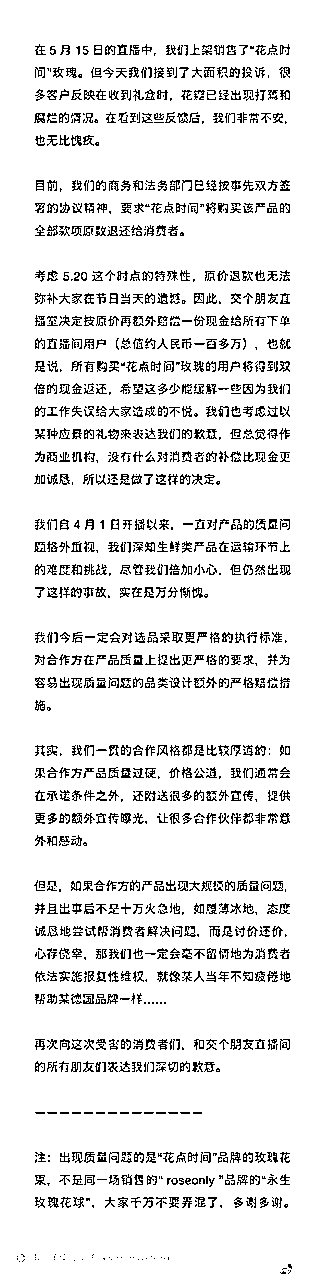 在 5 月 15 日的直播中，我们上架销售了“花点时
间”玫瑰。但今天我们接到了大面积的投诉，很
多客户反映在收到礼盒时，花蕊已经出现打蔫和
腐烂的情况。在看到这些反馈后，我们非常不安，
也无比愧疚。
目前，我们的商务和法务部门已经按事先双方签
署的协议精神，要求“花点时间”将购买该产品的
全部款项原数退还给消费者。
考虑 5.20 这个时点的特殊性，原价退款也无法
弥补大家在节日当天的遗憾。因此，交个朋友直
播室决定按原价再额外赔偿一份现金给所有下单
的直播间用户（总值约人民币一百多万），也就
是说，所有购买“花点时间”玫瑰的用户将得到双
倍的现金返还，希望这多少能缓解一些因为我们
的工作失误给大家造成的不悦。我们也考虑过以
某种应景的礼物来表达我们的歉意，但总觉得作
为商业机构，没有什么对消费者的补偿比现金更
加诚恳，所以还是做了这样的决定。
我们自 4 月 1 日开播以来，一直对产品的质量问
题格外重视，我们深知生鲜类产品在运输环节上
的难度和挑战，尽管我们倍加小心，但仍然出现
了这样的事故，实在是万分惭愧。
我们今后一定会对选品采取更严格的执行标准，
对合作方在产品质量上提出更严格的要求，并为
容易出现质量问题的品类设计额外的严格赔偿措
施。
其实，我们一贯的合作风格都是比较厚道的：如
果合作方产品质量过硬，价格公道，我们通常会
在承诺条件之外，还附送很多的额外宣传，提供
更多的额外宣传曝光，让很多合作伙伴都非常意
外和感动。
但是，如果合作方的产品出现大规模的质量问题，
并且出事后不是十万火急地，如履薄冰地，态度
诚恳地尝试帮消费者解决问题，而是讨价还价，
心存侥幸，那我们也一定会毫不留情地为消费者
依法实施报复性维权，就像某人当年不知疲倦地
帮助某德国品牌一样……
再次向这次受害的消费者们，和交个朋友直播间
的所有朋友们表达我们深切的歉意。
－－－－－－－－－－－－－－－
注：出现质量问题的是“花点时间”品牌的玫瑰花
束，不是同一场销售的“ roseonly ”品牌的“永生
玫瑰花球”，大家千万不要弄混了，多谢多谢。